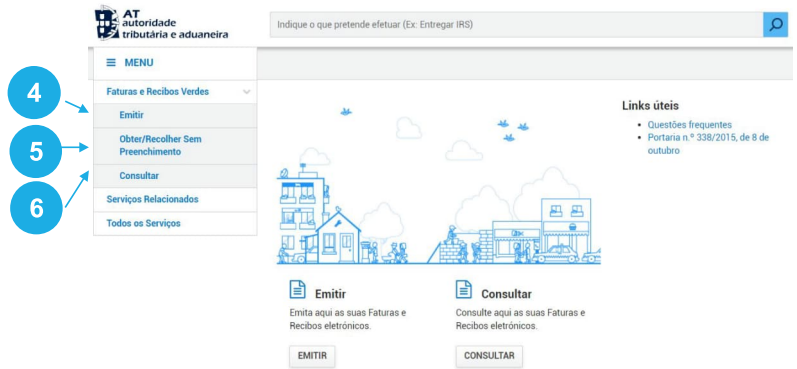 AT
autoridade
tributária e aduaneira
Indique o que pretende efetuar (Ex: Entregar IRS)
MENU
Faturas e Recibos Verdes
4
Emitir
5
Obter/Recolher Sem
Preenchimento
6
Consultar
Serviços Relacionados
Todos os Serviços
Links úteis
Questões frequentes
Portaria n.º 338/2015, de 8 de
outubro
Emitir
Emita aqui as suas Faturas e
Recibos eletrónicos.
EMITIR
Consultar
Consulte aqui as suas Faturas e
Recibos eletrónicos.
CONSULTAR